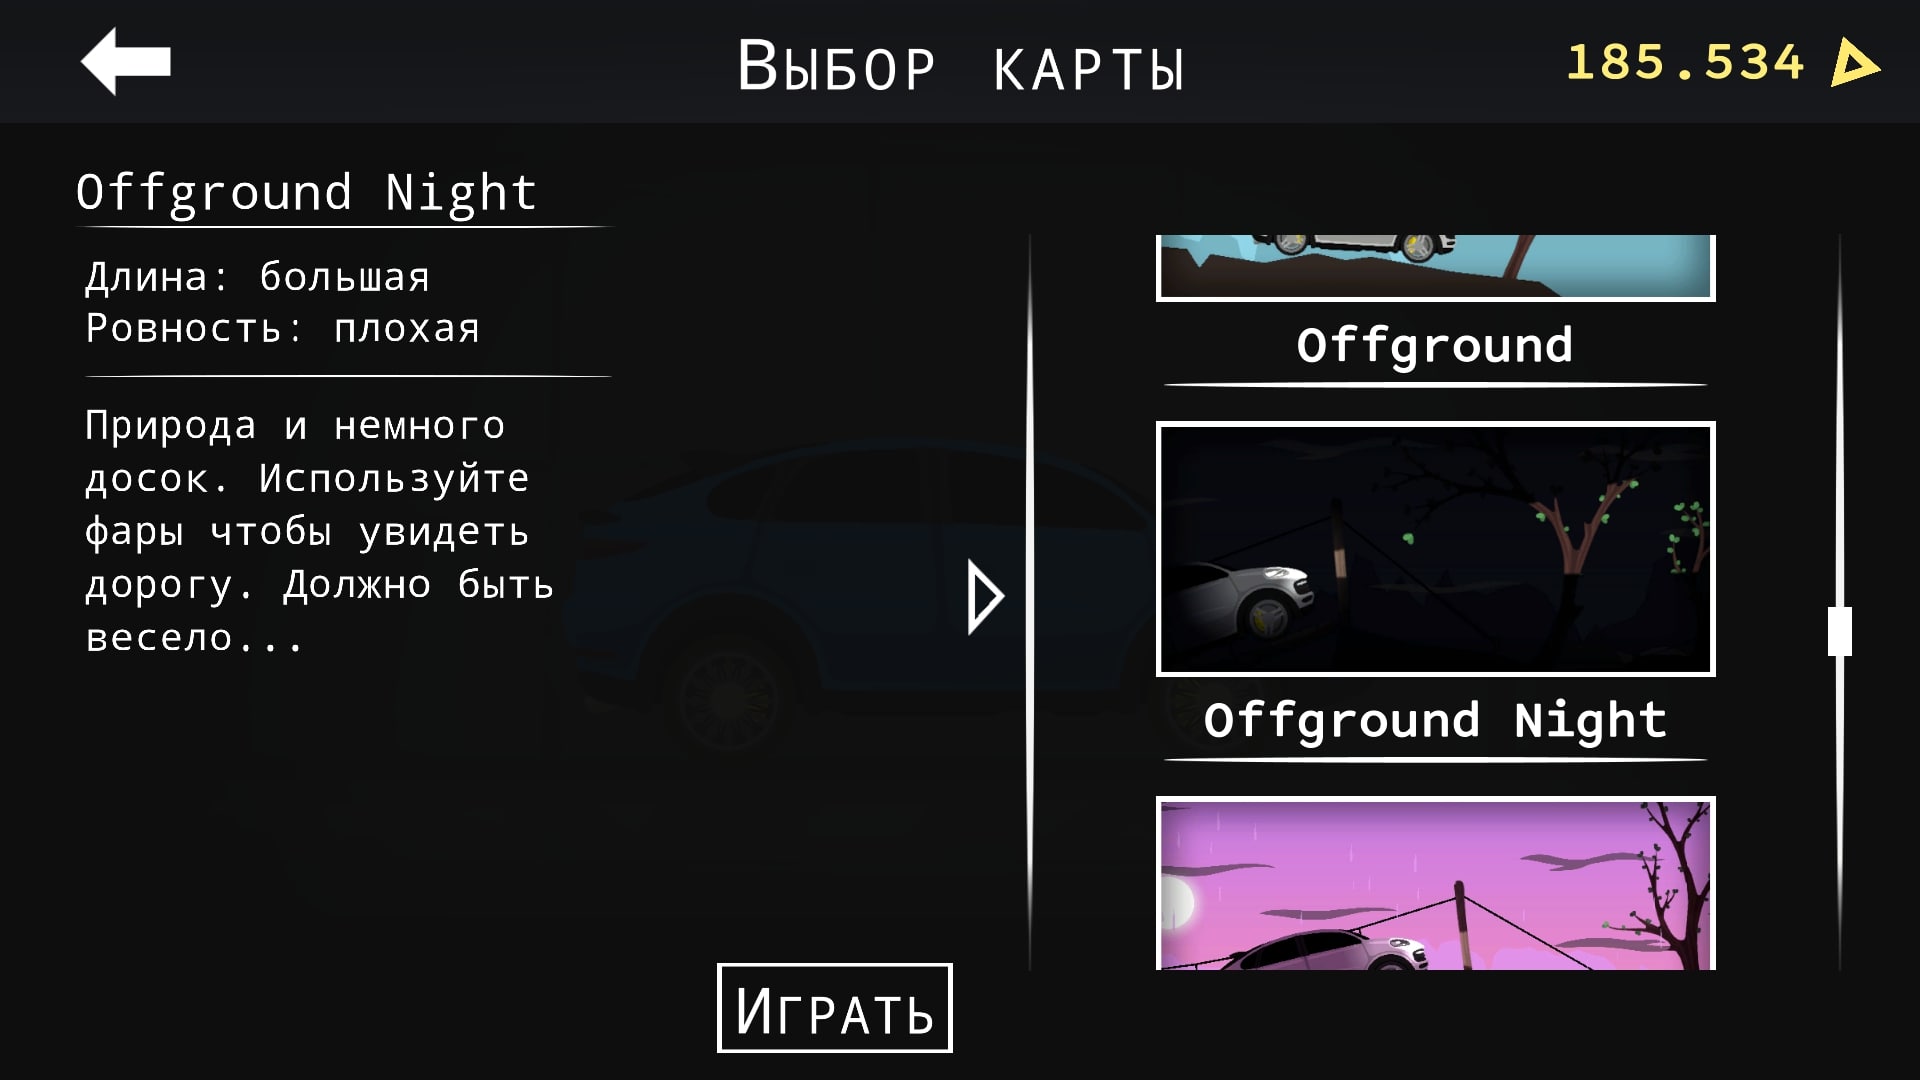 Выбор карты
185.534
Offground Night
Длина: большая
Ровность: плохая
Природа и немного
досок. Используйте
фары чтобы увидеть
дорогу. Должно быть
весело...
Играть
Offground
Offground Night